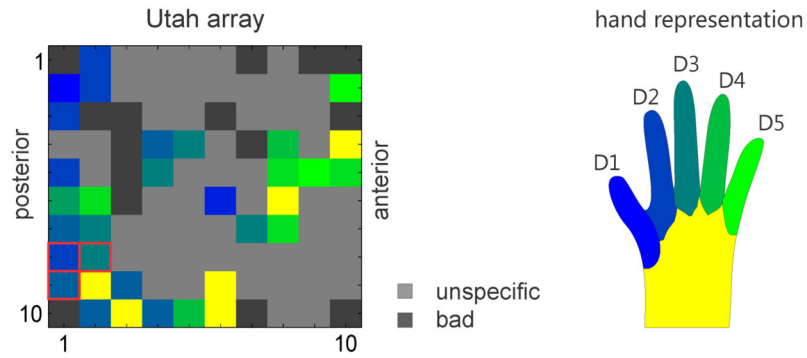 Utah array
hand representation
1
10
posterior
anterior
1
10
unspecific
bad
D1
D2
D3
D4
D5